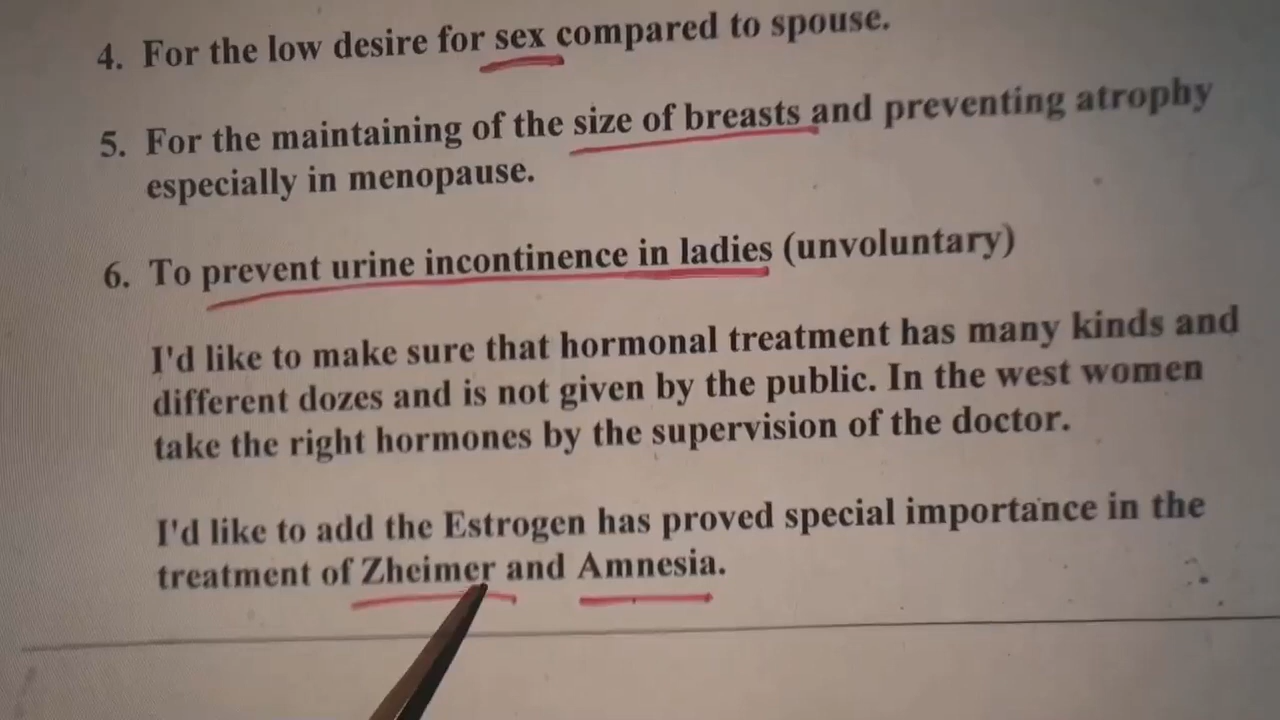 4. For the low desire for sex compared to spouse.
5. For the maintaining of the size of breasts and preventing atrophy
especially in menopause.
6. To prevent urine incontinence in ladies (unvoluntary)
I'd like to make sure that hormonal treatment has many kinds and
different dozes and is not given by the public. In the west women
take the right hormones by the supervision of the doctor.
I'd like to add the Estrogen has proved special importance in the
treatment of Zheimer and Amnesia.